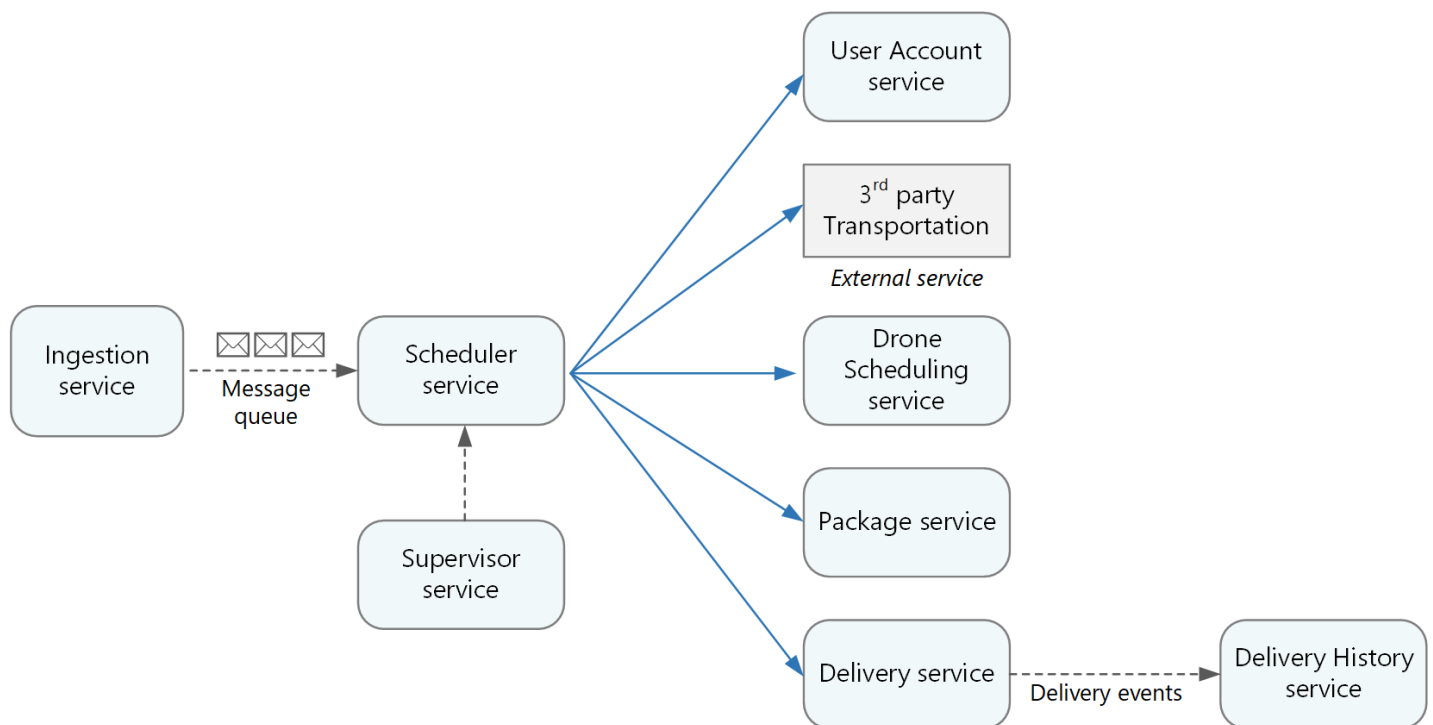 User Account
service
3rd party
Transportation
External service
Ingestion
service
Message
queue
Scheduler
service
Drone
Scheduling
service
Supervisor
service
Package service
Delivery service
Delivery events
Delivery History
service